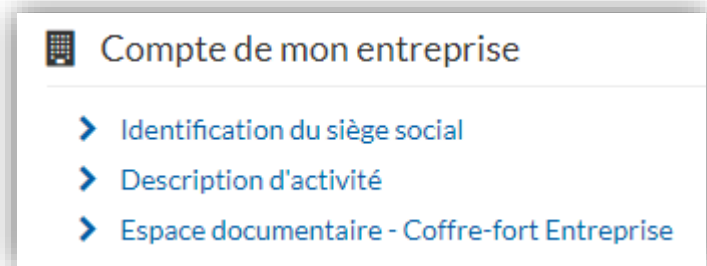 Compte de mon entreprise
Identification du siège social
Description d'activité
Espace documentaire - Coffre-fort Entreprise